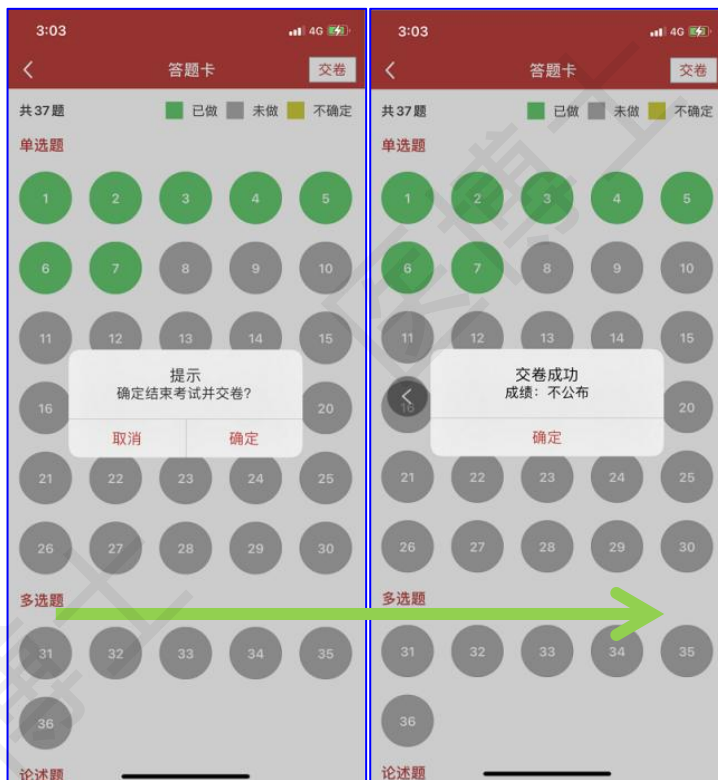 3:03
4G
答题卡
交卷
共37题
已做
未做
不确定
单选题
1 2 3 4 5
6 7 8 9 10
11 12 13 14 15
提示
确定结束考试并交卷?
16
20
取消
确定
21 22 23 24 25
26 27 28 29 30
多选题
31 32 33 34 35
36
论述题
3:03
4G
答题卡
交卷
共37题
已做
未做
不确定
单选题
1 2 3 4 5
6 7 8 9 10
11 12 13 14 15
交卷成功
成绩：不公布
16
20
确定
21 22 23 24 25
26 27 28 29 30
多选题
31 32 33 34 35
36
论述题